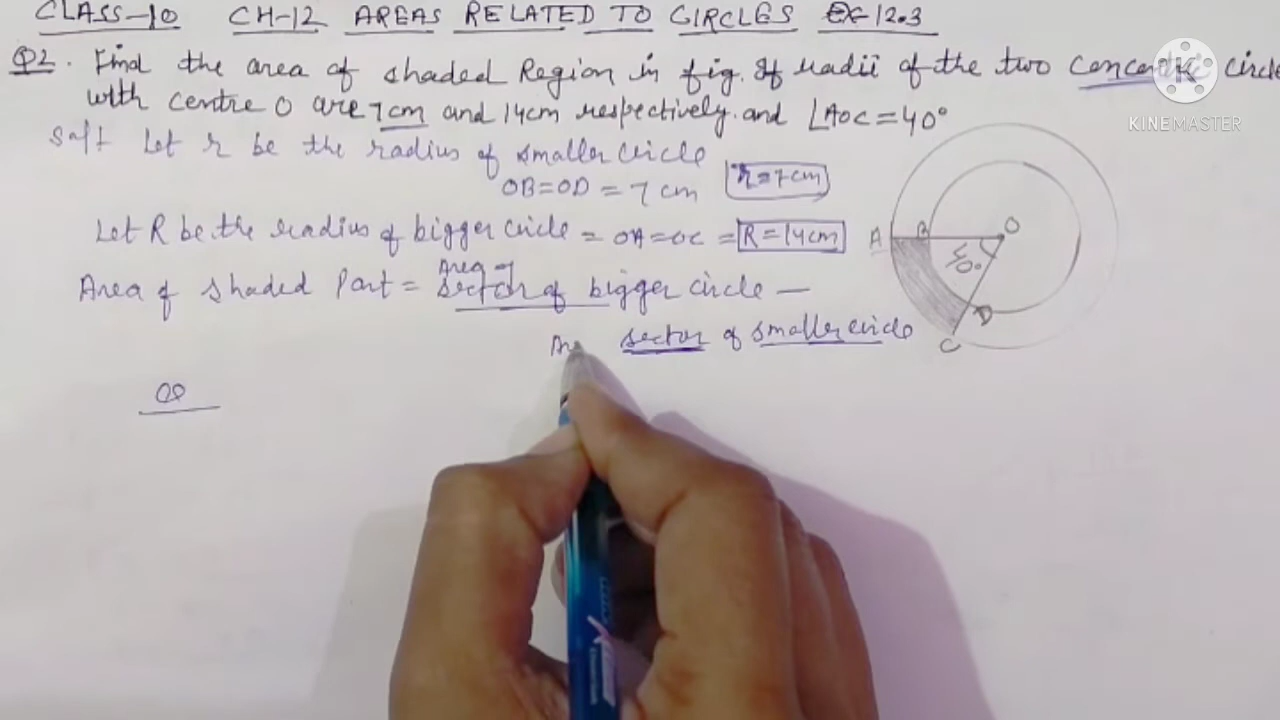 CLASS-10 CH-12 AREAS RELATED TO CIRCLES EX-12.3
Q2. Find the area of shaded Region in fig. If radii of the two concentric circle
with centre O are 7cm and 14cm respectively. and ∠AOC = 40°
Let r be the radius of smaller circle
OB=OD = 7 cm r=7cm
Let R be the radius of bigger circle = OA=OC = R=14cm
Area of shaded Part = Area of sector of bigger circle —
Are sector of smaller circle
A B O
40°
D
C
KINEMASTER